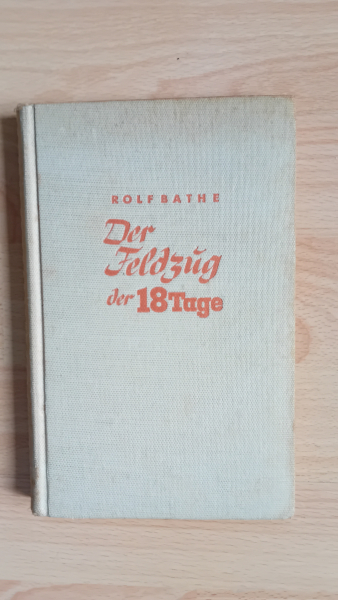 ROLF BATHE
Der
Feldzug
der 18 Tage